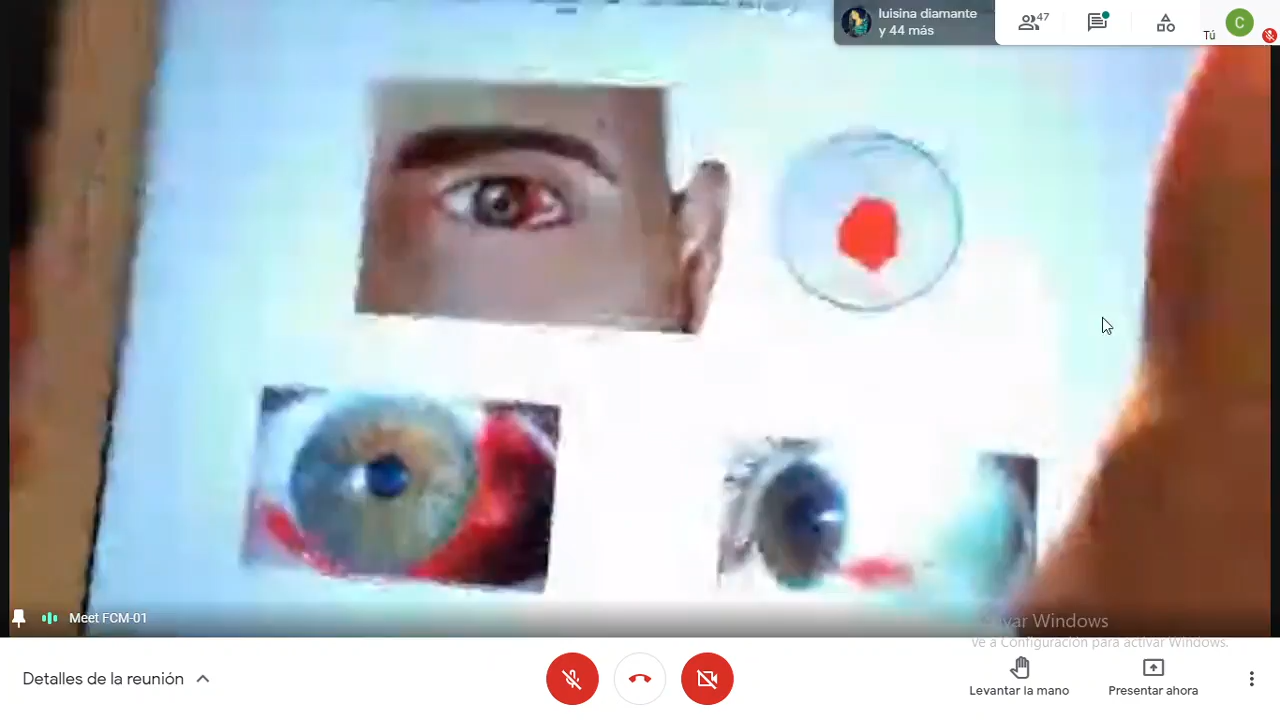 luisina diamante
y 44 más
47
Tú
C
Meet FCM-01
var Windows
Ve a Configuración para activar Windows.
Detalles de la reunión
Levantar la mano
Presentar ahora